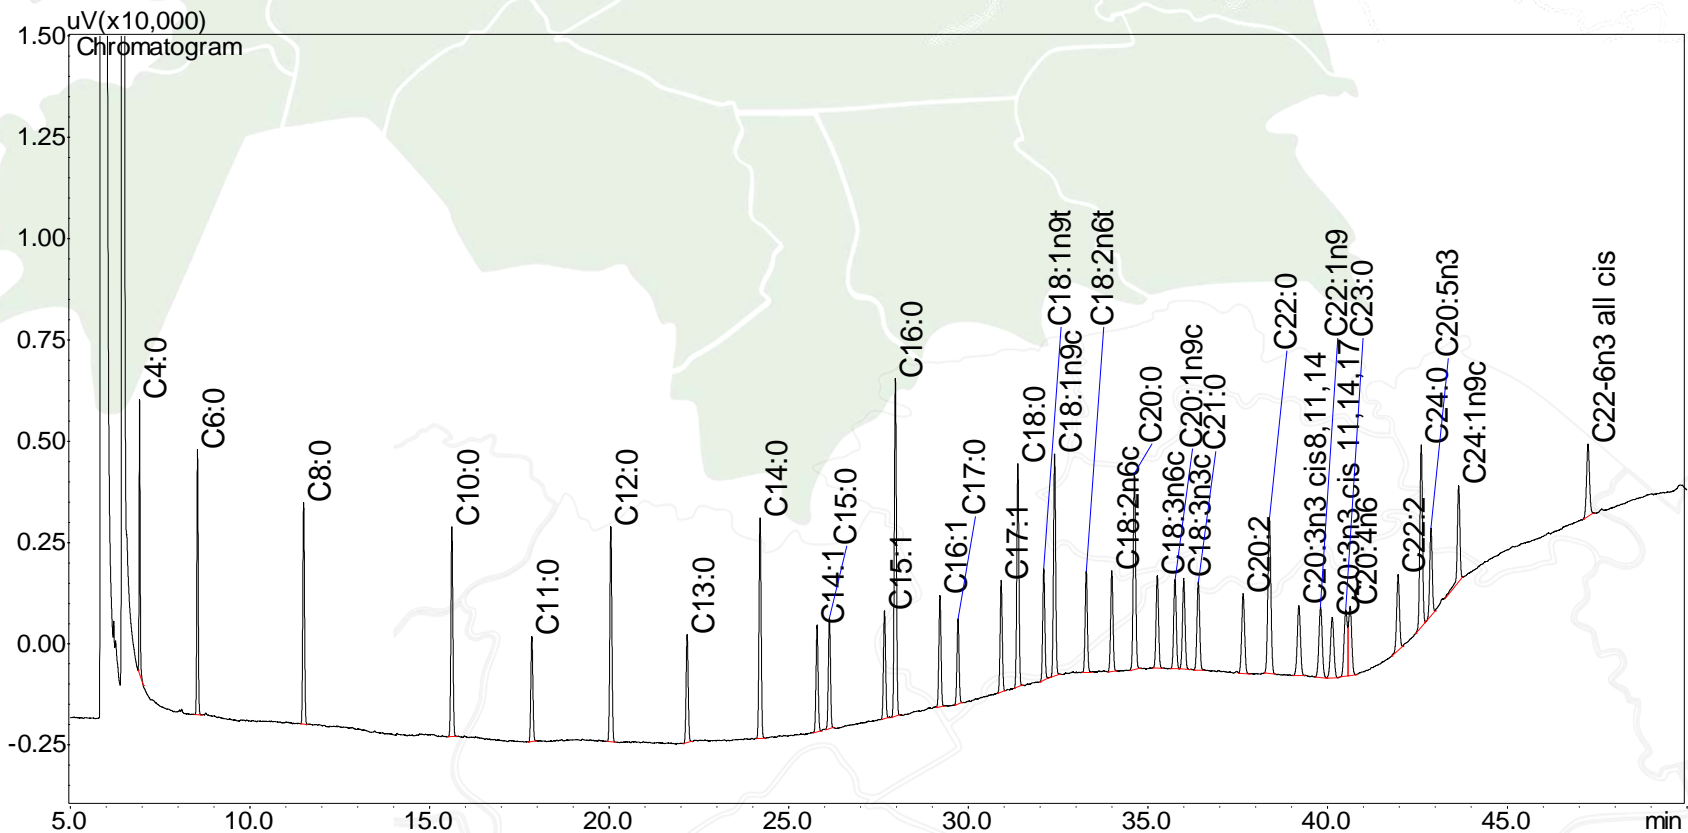 uV(x10,000)
Chromatogram
1.50
1.25
1.00
0.75
0.50
0.25
0.00
-0.25
C4:0
C6:0
C8:0
C10:0
C11:0
C12:0
C13:0
C14:0
C14:1
C15:0
C15:1
C16:0
C16:1
C17:0
C17:1
C18:0
C18:1n9t
C18:1n9c
C18:2n6t
C18:2n6c
C20:0
C18:3n6c
C20:1n9c
C18:3n3c
C21:0
C20:2
C22:0
C20:3n3 cis8,11,14
C22:1n9
C20:3n3 cis 11,14,17
C23:0
C20:4n6
C22:2
C24:0
C20:5n3
C24:1n9c
C22-6n3 all cis
5.0 10.0 15.0 20.0 25.0 30.0 35.0 40.0 45.0 min